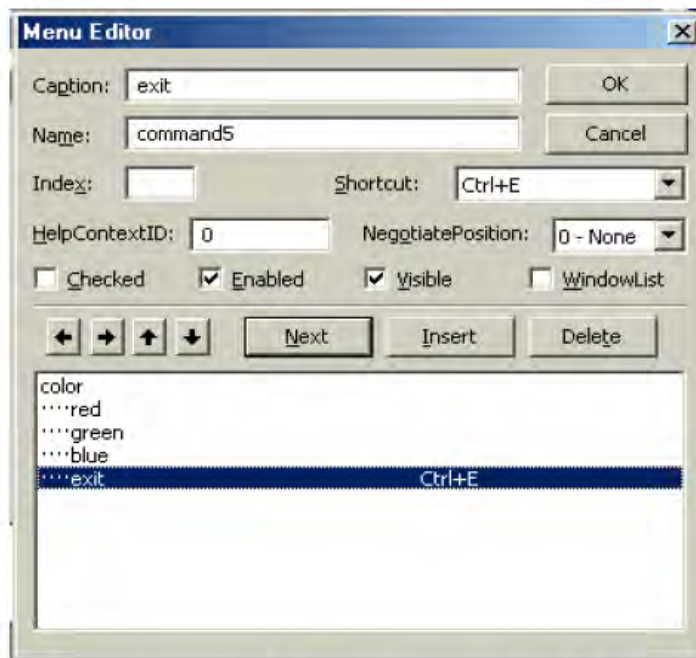 Menu Editor
Caption: exit OK
Name: command5 Cancel
Index: Shortcut: Ctrl+E
HelpContextID: 0 NegotiatePosition: 0 - None
Checked Enabled Visible WindowList
Next Insert Delete
color
····red
····green
····blue
····exit Ctrl+E